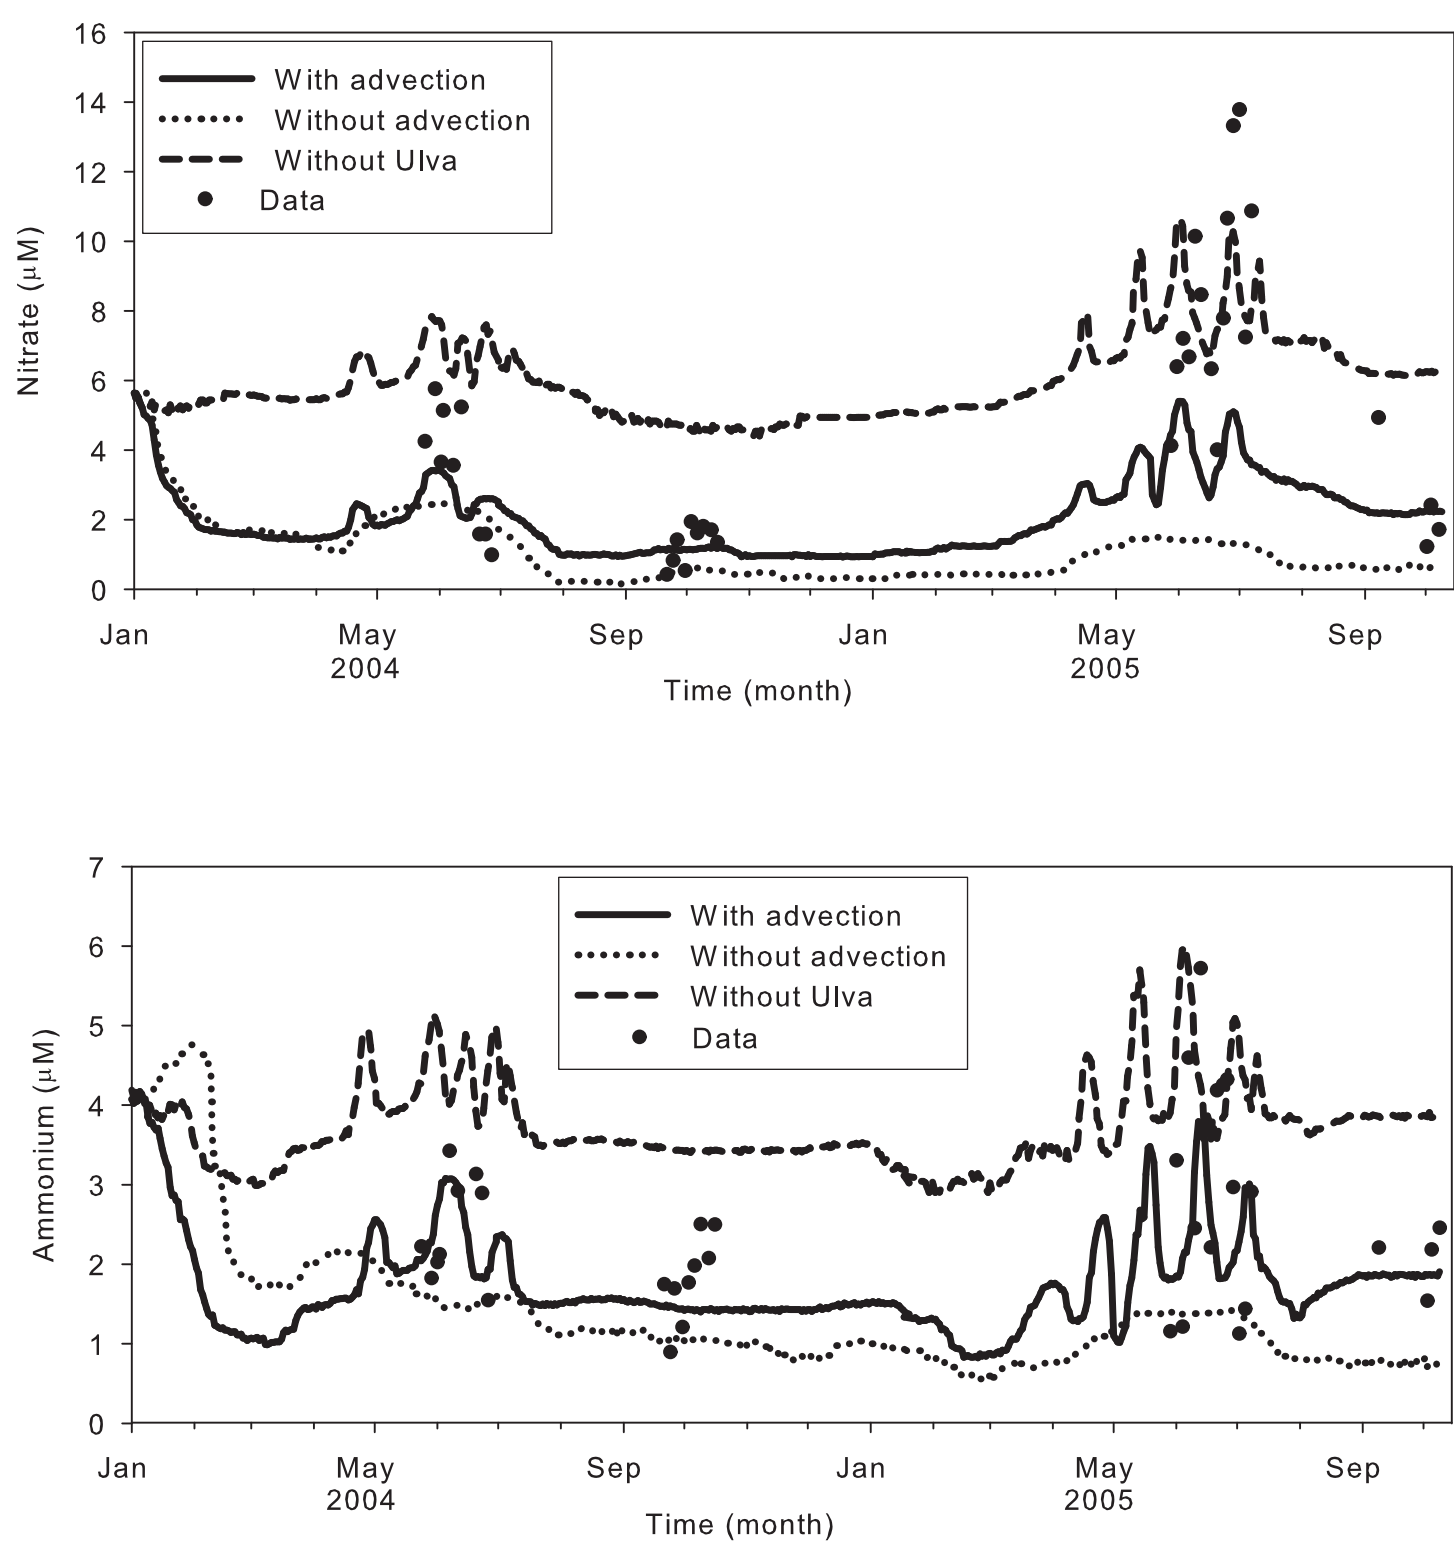 16
14
12
10
8
6
4
2
0
Nitrate (μM)
With advection
Without advection
Without Ulva
Data
Jan May Sep Jan May Sep
2004 2005
Time (month)
7
6
5
4
3
2
1
0
Ammonium (μM)
With advection
Without advection
Without Ulva
Data
Jan May Sep Jan May Sep
2004 2005
Time (month)